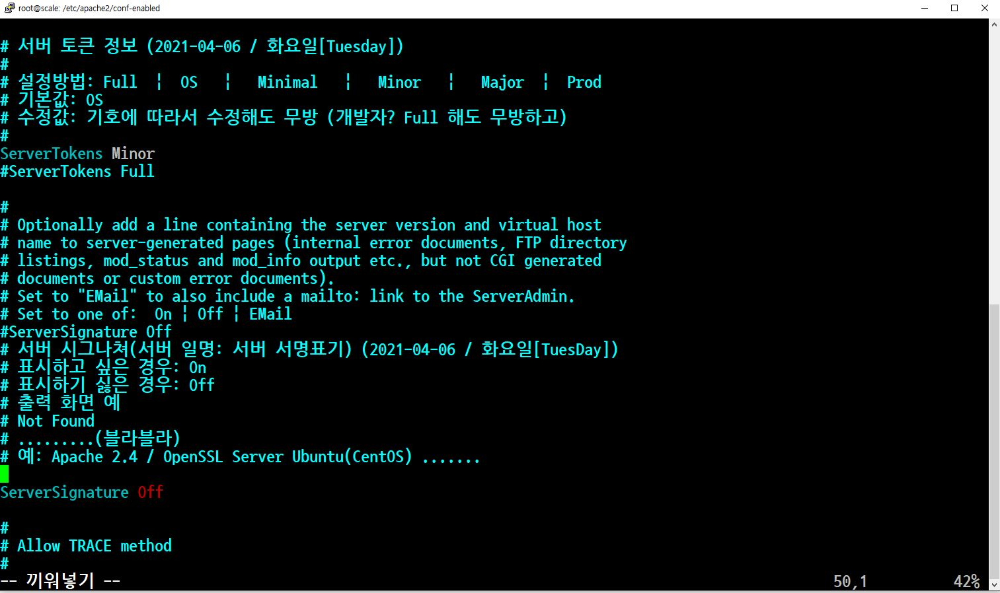 root@scale: /etc/apache2/conf-enabled
# 서버 토큰 정보 (2021-04-06 / 화요일[Tuesday])
#
# 설정방법: Full ¦ OS ¦ Minimal ¦ Minor ¦ Major ¦ Prod
# 기본값: OS
# 수정값: 기호에 따라서 수정해도 무방 (개발자? Full 해도 무방하고)
#
ServerTokens Minor
#ServerTokens Full
#
# Optionally add a line containing the server version and virtual host
# name to server-generated pages (internal error documents, FTP directory
# listings, mod_status and mod_info output etc., but not CGI generated
# documents or custom error documents).
# Set to "EMail" to also include a mailto: link to the ServerAdmin.
# Set to one of:  On ¦ Off ¦ EMail
#ServerSignature Off
# 서버 시그나쳐(서버 일명: 서버 서명표기) (2021-04-06 / 화요일[TuesDay])
# 표시하고 싶은 경우: On
# 표시하기 싫은 경우: Off
# 출력 화면 예
# Not Found
# .........(블라블라)
# 예: Apache 2.4 / OpenSSL Server Ubuntu(CentOS) .......
ServerSignature Off
#
# Allow TRACE method
#
-- 끼워넣기 -- 50,1 42%